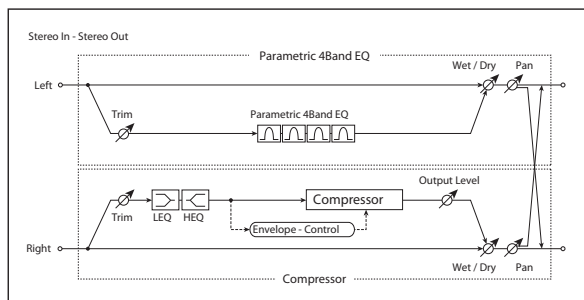 Stereo In - Stereo Out
Parametric 4Band EQ
Wet / Dry
Pan
Left
Trim
Parametric 4Band EQ
Trim
LEQ
HEQ
Compressor
Output Level
Envelope - Control
Right
Wet / Dry
Pan
Compressor